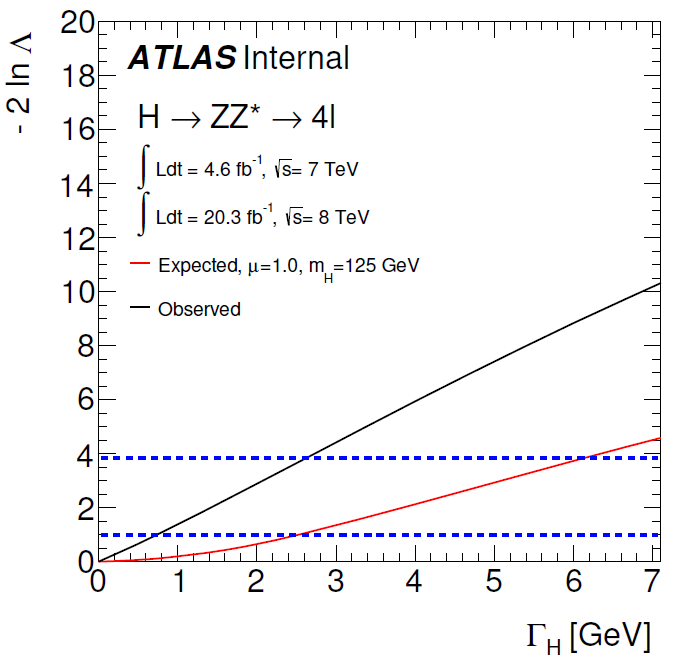 - 2 ln Λ
20
18
16
14
12
10
8
6
4
2
0
ATLAS Internal
H → ZZ* → 4l
∫ Ldt = 4.6 fb⁻¹, √s= 7 TeV
∫ Ldt = 20.3 fb⁻¹, √s= 8 TeV
Expected, μ=1.0, m_H=125 GeV
Observed
0 1 2 3 4 5 6 7
Γ_H [GeV]